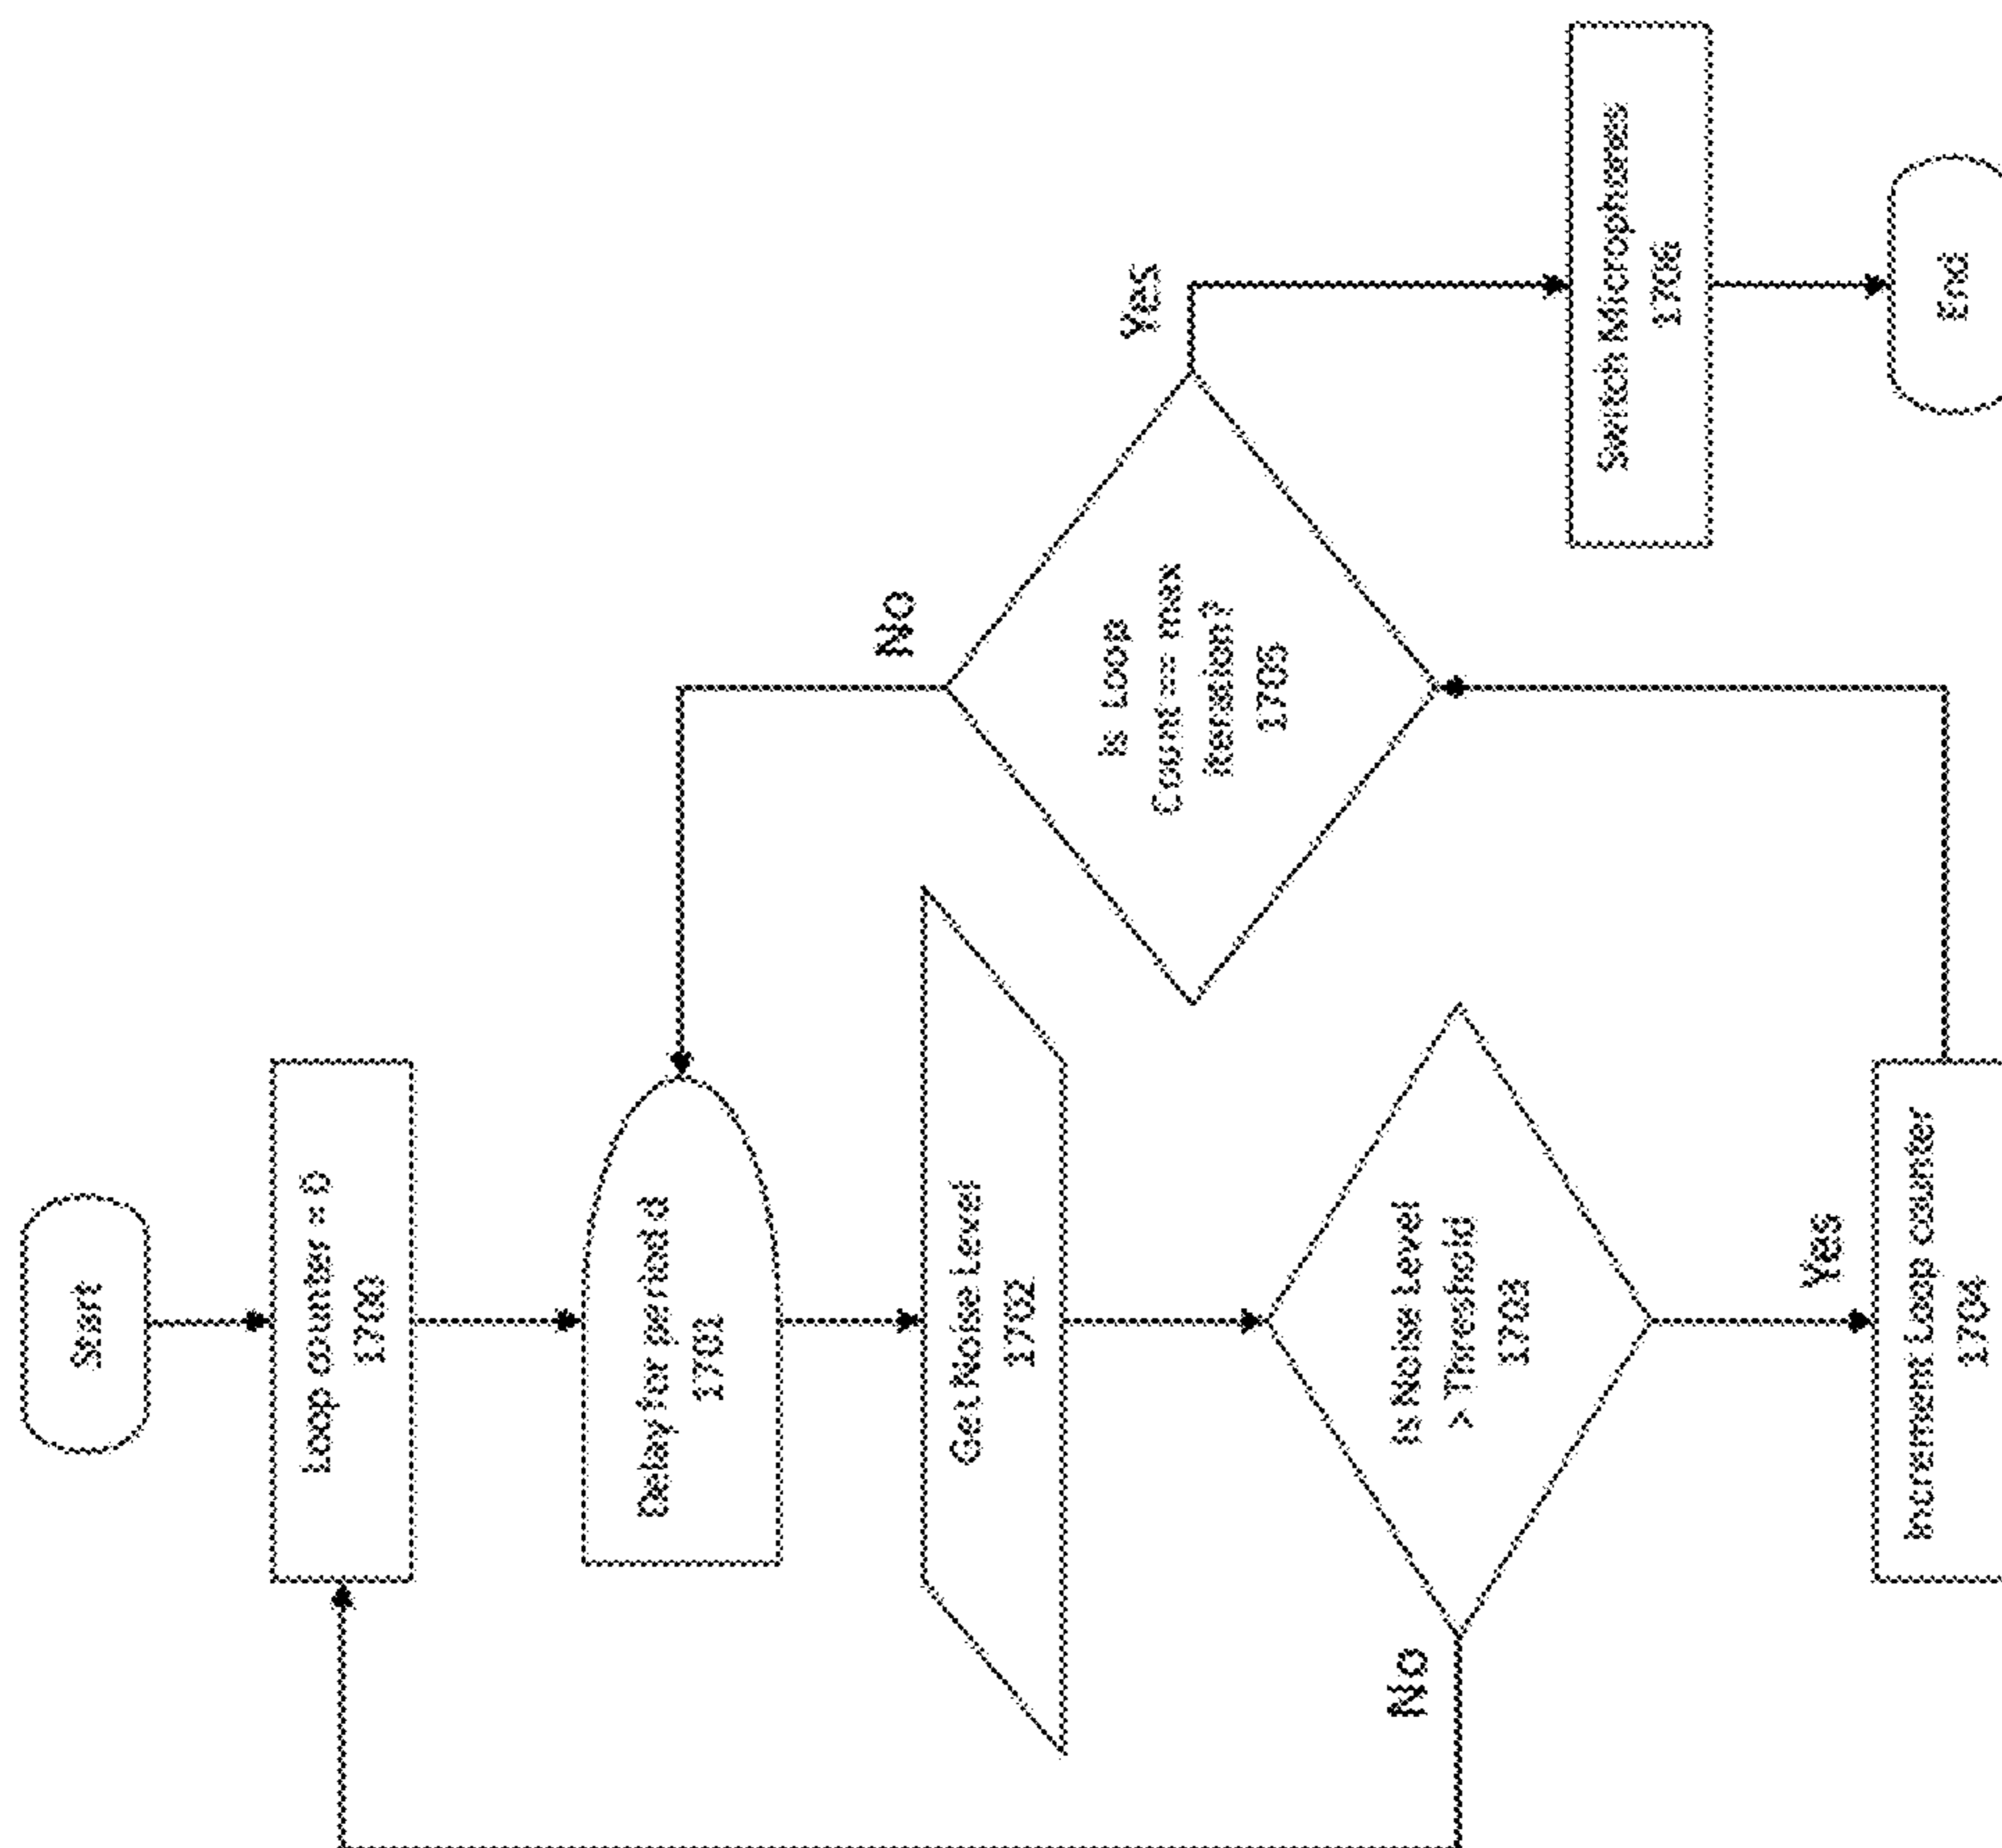 Start
Loop counter = 0
1700
Delay for period d
1701
Get Noise Level
1702
Is Noise Level
> Threshold
1703
No
Yes
Increment Loop counter
1704
Is Loop
Count == max
iteration?
1705
No
Yes
Switch Microphones
1706
End